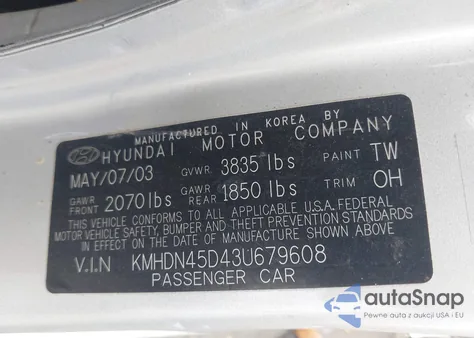 MANUFACTURED IN KOREA BY
HYUNDAI MOTOR COMPANY
MAY/07/03 GVWR 3835 lbs PAINT TW
GAWR FRONT 2070 lbs GAWR REAR 1850 lbs TRIM OH
THIS VEHICLE CONFORMS TO ALL APPLICABLE U.S.A. FEDERAL
MOTOR VEHICLE SAFETY, BUMPER AND THEFT PREVENTION STANDARDS
IN EFFECT ON THE DATE OF MANUFACTURE SHOWN ABOVE.
V.I.N KMHDN45D43U679608
PASSENGER CAR
autoSnap
Pewne auta z aukcji USA i EU